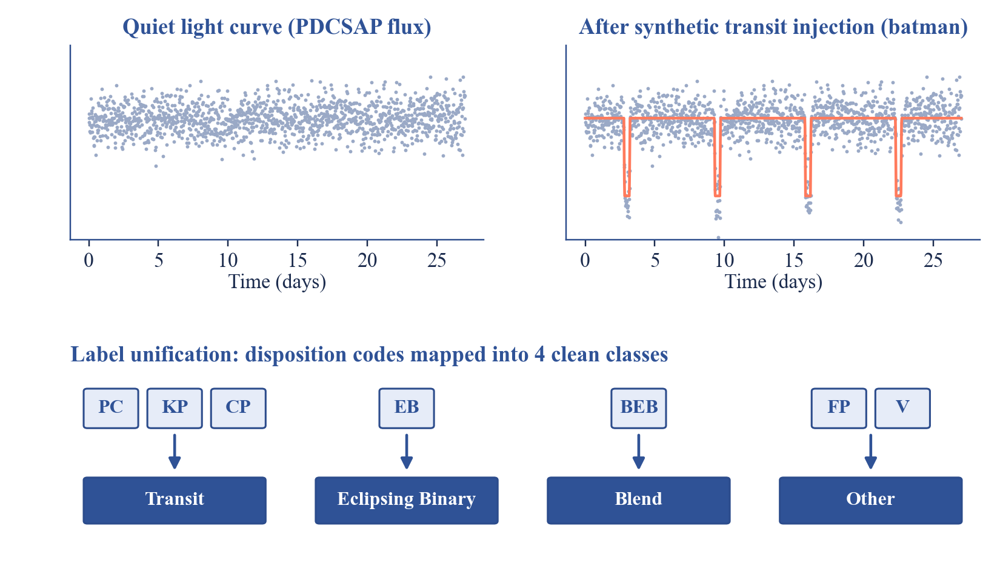 Quiet light curve (PDCSAP flux)
After synthetic transit injection (batman)
0 5 10 15 20 25
Time (days)
0 5 10 15 20 25
Time (days)
Label unification: disposition codes mapped into 4 clean classes
PC KP CP
EB
BEB
FP V
Transit
Eclipsing Binary
Blend
Other